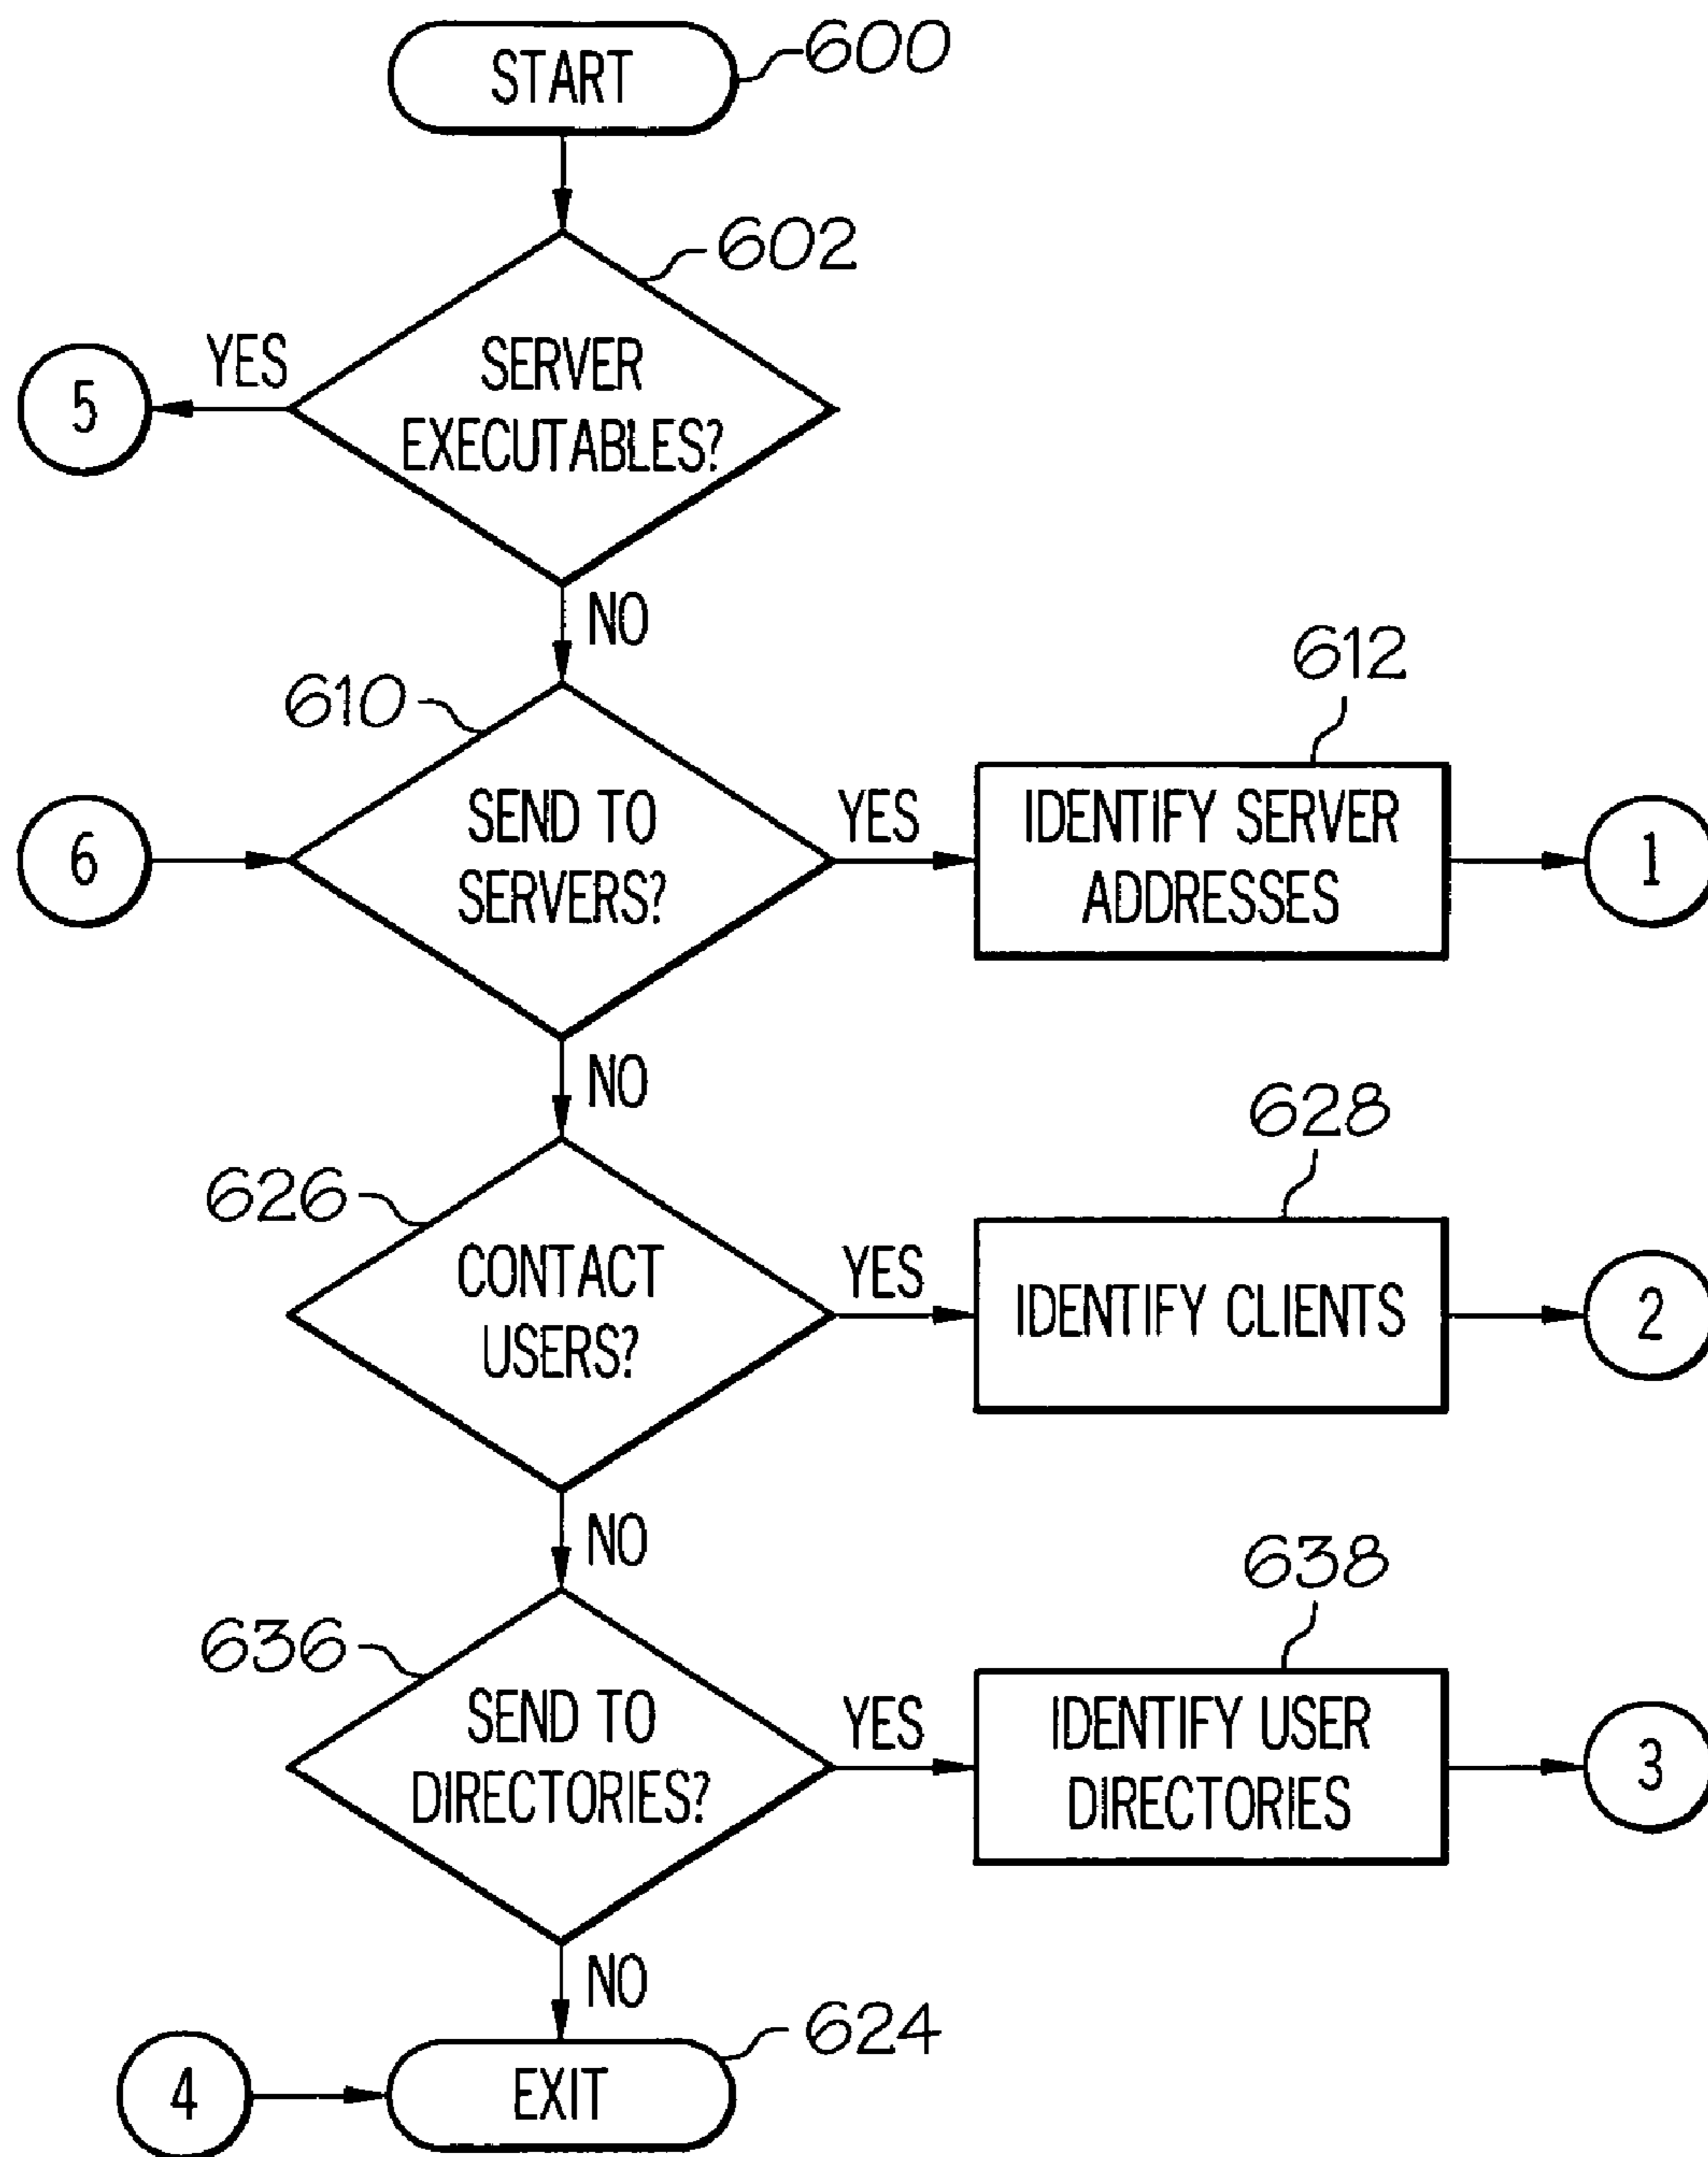 START
600
602
YES
5
SERVER
EXECUTABLES?
NO
610
612
6
SEND TO
SERVERS?
YES
IDENTIFY SERVER
ADDRESSES
1
NO
626
628
CONTACT
USERS?
YES
IDENTIFY CLIENTS
2
NO
636
638
SEND TO
DIRECTORIES?
YES
IDENTIFY USER
DIRECTORIES
3
NO
624
4
EXIT